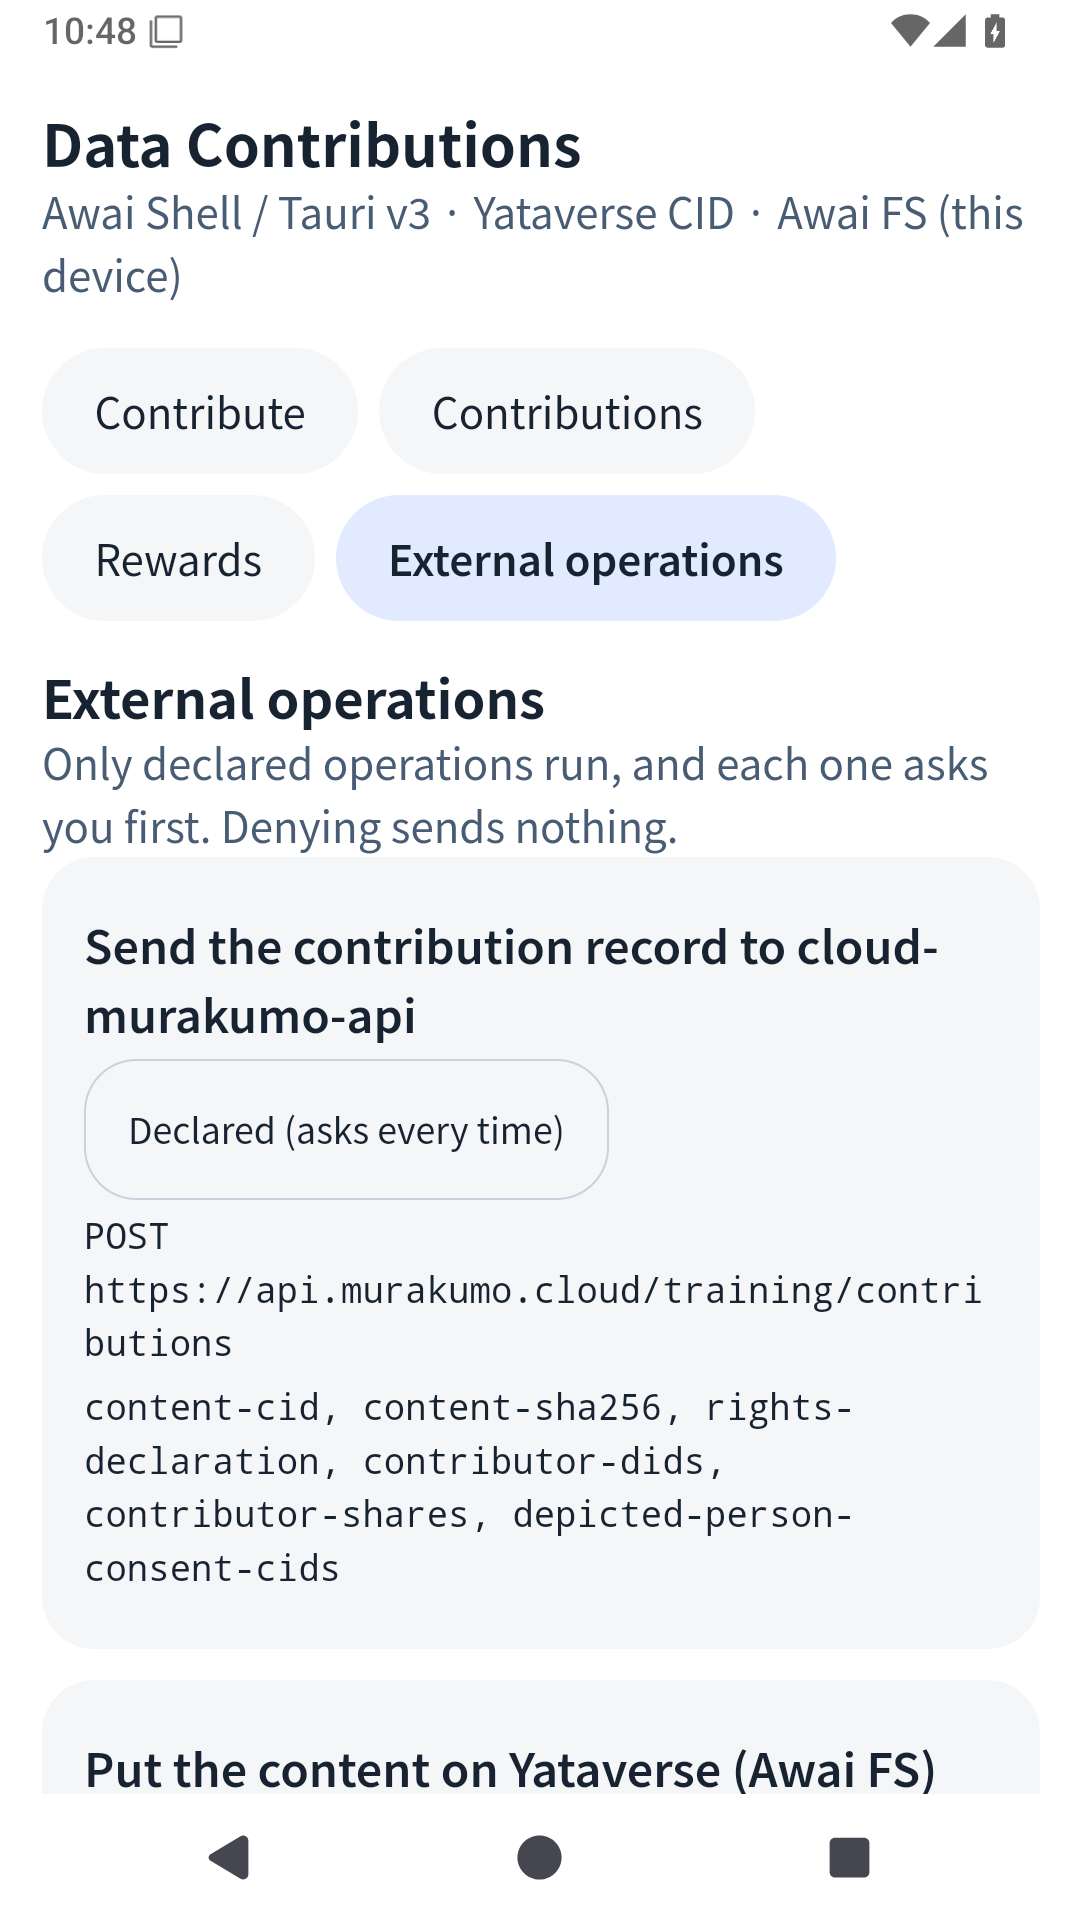 10:48
Data Contributions
Awai Shell / Tauri v3 · Yataverse CID · Awai FS (this
device)
Contribute
Contributions
Rewards
External operations
External operations
Only declared operations run, and each one asks
you first. Denying sends nothing.
Send the contribution record to cloud-
murakumo-api
Declared (asks every time)
POST
https://api.murakumo.cloud/training/contri
butions
content-cid, content-sha256, rights-
declaration, contributor-dids,
contributor-shares, depicted-person-
consent-cids
Put the content on Yataverse (Awai FS)